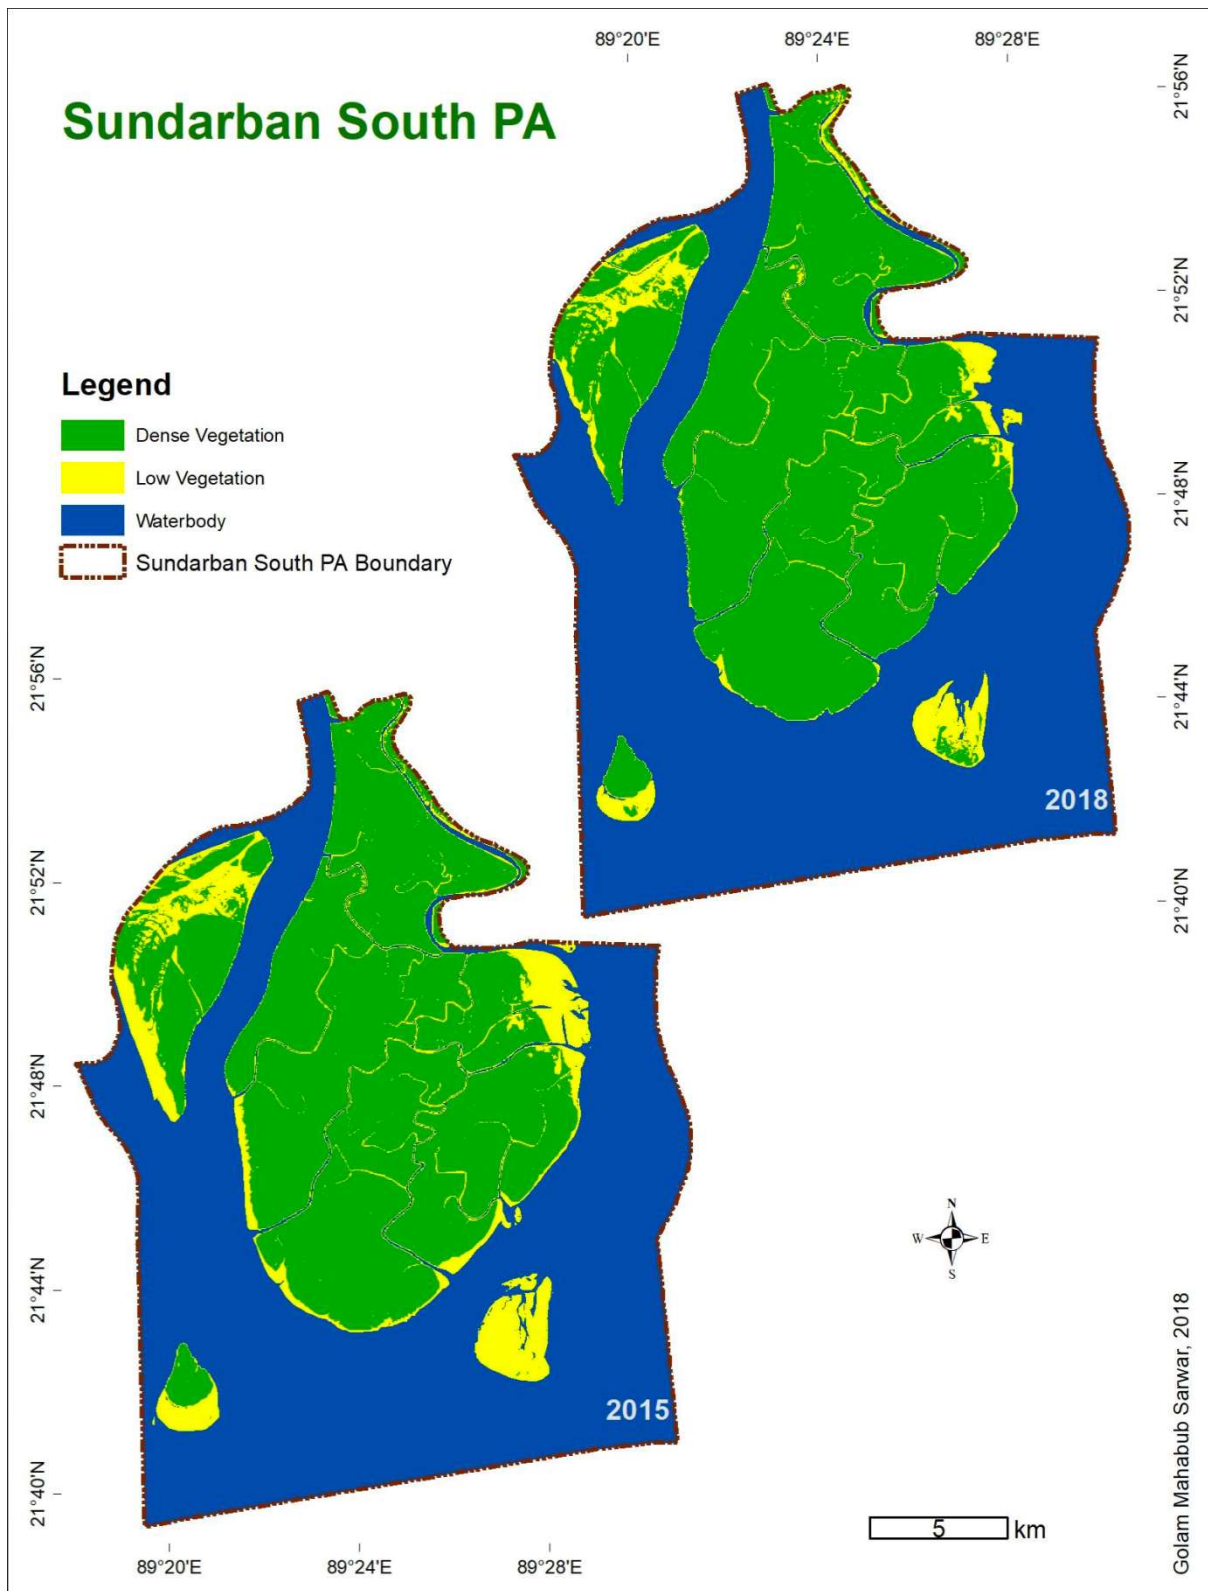 89°20'E 89°24'E 89°28'E
21°56'N
Sundarban South PA
21°52'N
Legend
Dense Vegetation
Low Vegetation
Waterbody
Sundarban South PA Boundary
21°48'N
21°44'N
2018
21°40'N
21°56'N
21°52'N
21°48'N
21°44'N
2015
21°40'N
N
W E
S
5 km
89°20'E 89°24'E 89°28'E
Golam Mahabub Sarwar, 2018